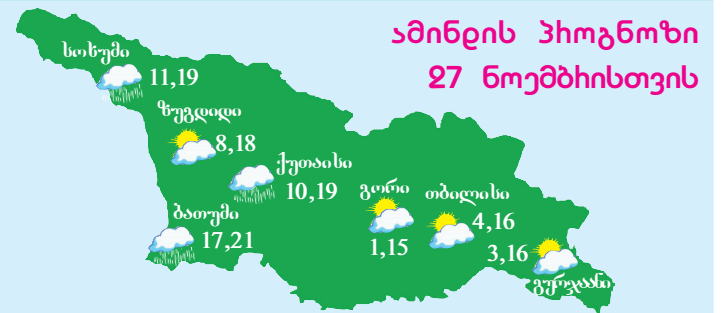 ამინდის პროგნოზი
27 ნოემბრისთვის
სოხუმი
11,19
ზუგდიდი
8,18
ქუთაისი
10,19
გორი
1,15
თბილისი
4,16
ბათუმი
17,21
3,16
გურჯაანი